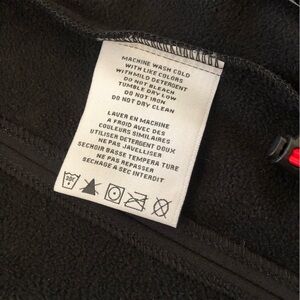 MACHINE WASH COLD
WITH LIKE COLORS
WITH MILD DETERGENT
DO NOT BLEACH
TUMBLE DRY LOW
DO NOT IRON
DO NOT DRY CLEAN
LAVER EN MACHINE
A FROID AVEC DES
COULEURS SIMILAIRES
UTILISER DETERGENT DOUX
NE PAS JAVELLISER
SECHOIR BASSE TEMPERA TURE
NE PAS REPASSER
SECHAGE A SEC INTERDIT